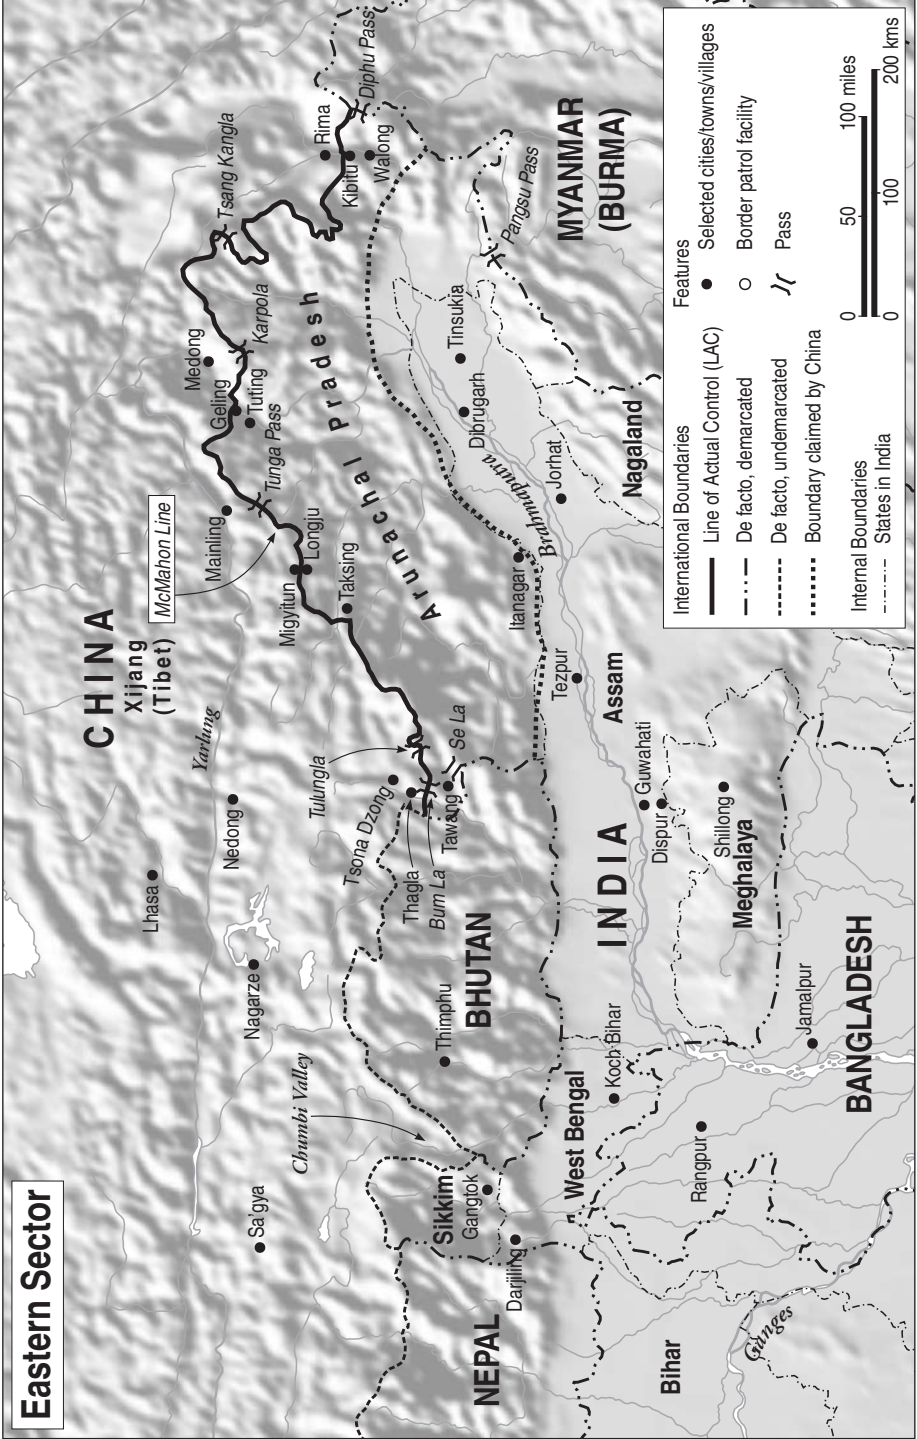 Eastern Sector
CHINA
Xijang
(Tibet)
McMahon Line
Lhasa
Yarlung
Nedong
Nagarze
Sa'gya
Chumbi Valley
Mainling
Medong
Geling
Tuting
Karpola
Tunga Pass
Tsang Kangla
Rima
Kibitu
Walong
Diphu Pass
Migyitun
Longju
Taksing
Tulungla
Tsona Dzong
Thagla
Bum La
Tawang
Se La
Arunachal Pradesh
Itanagar
BHUTAN
Thimphu
Sikkim
Gangtok
Darjiling
NEPAL
MYANMAR
(BURMA)
Pangsu Pass
Tinsukia
Dibrugarh
Brahmaputra
Jorhat
Nagaland
Tezpur
Assam
INDIA
Guwahati
Dispur
Shillong
Meghalaya
West Bengal
Koch Bihar
Rangpur
Jamalpur
BANGLADESH
Bihar
Ganges
International Boundaries
Line of Actual Control (LAC)
De facto, demarcated
De facto, undemarcated
Boundary claimed by China
Internal Boundaries
States in India
Features
Selected cities/towns/villages
Border patrol facility
Pass
0 50 100 miles
0 100 200 kms